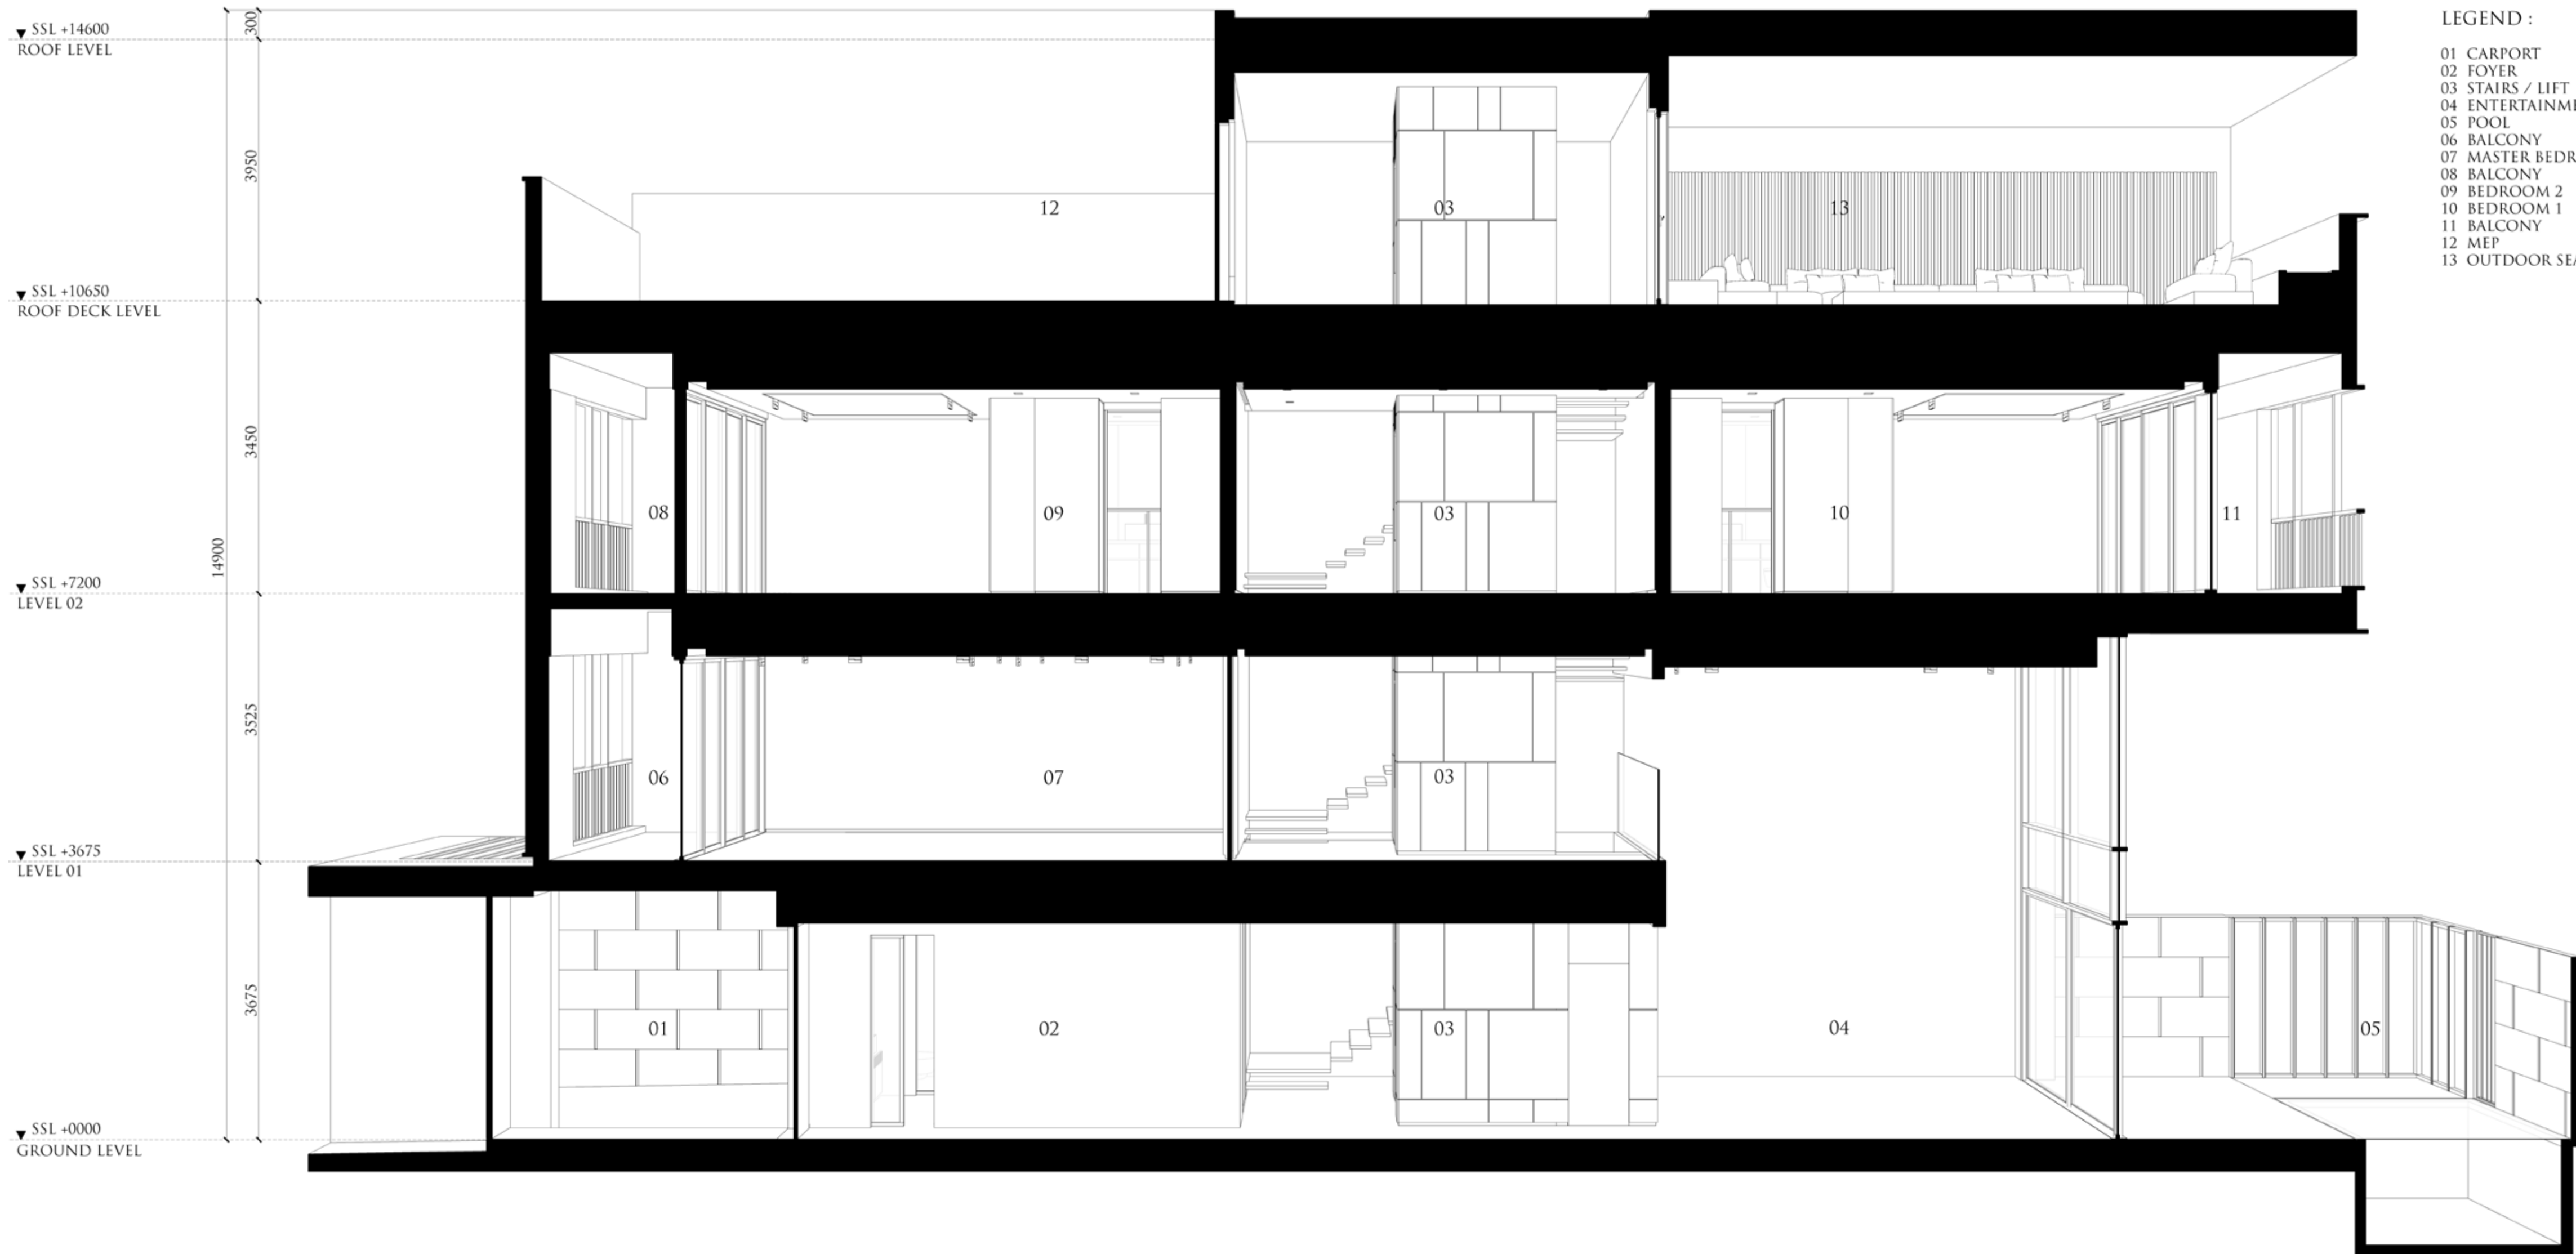 SSL +14600
ROOF LEVEL
SSL +10650
ROOF DECK LEVEL
SSL +7200
LEVEL 02
SSL +3675
LEVEL 01
SSL +0000
GROUND LEVEL
14900
300
3950
3450
3525
3675
12
03
13
08
09
03
10
11
06
07
03
01
02
03
04
05
LEGEND :
01 CARPORT
02 FOYER
03 STAIRS / LIFT
04
05 POOL
06 BALCONY
07 MASTER
08 BALCONY
09 BEDROOM 2
10 BEDROOM 1
11 BALCONY
12 MEP
13 OUTDOOR